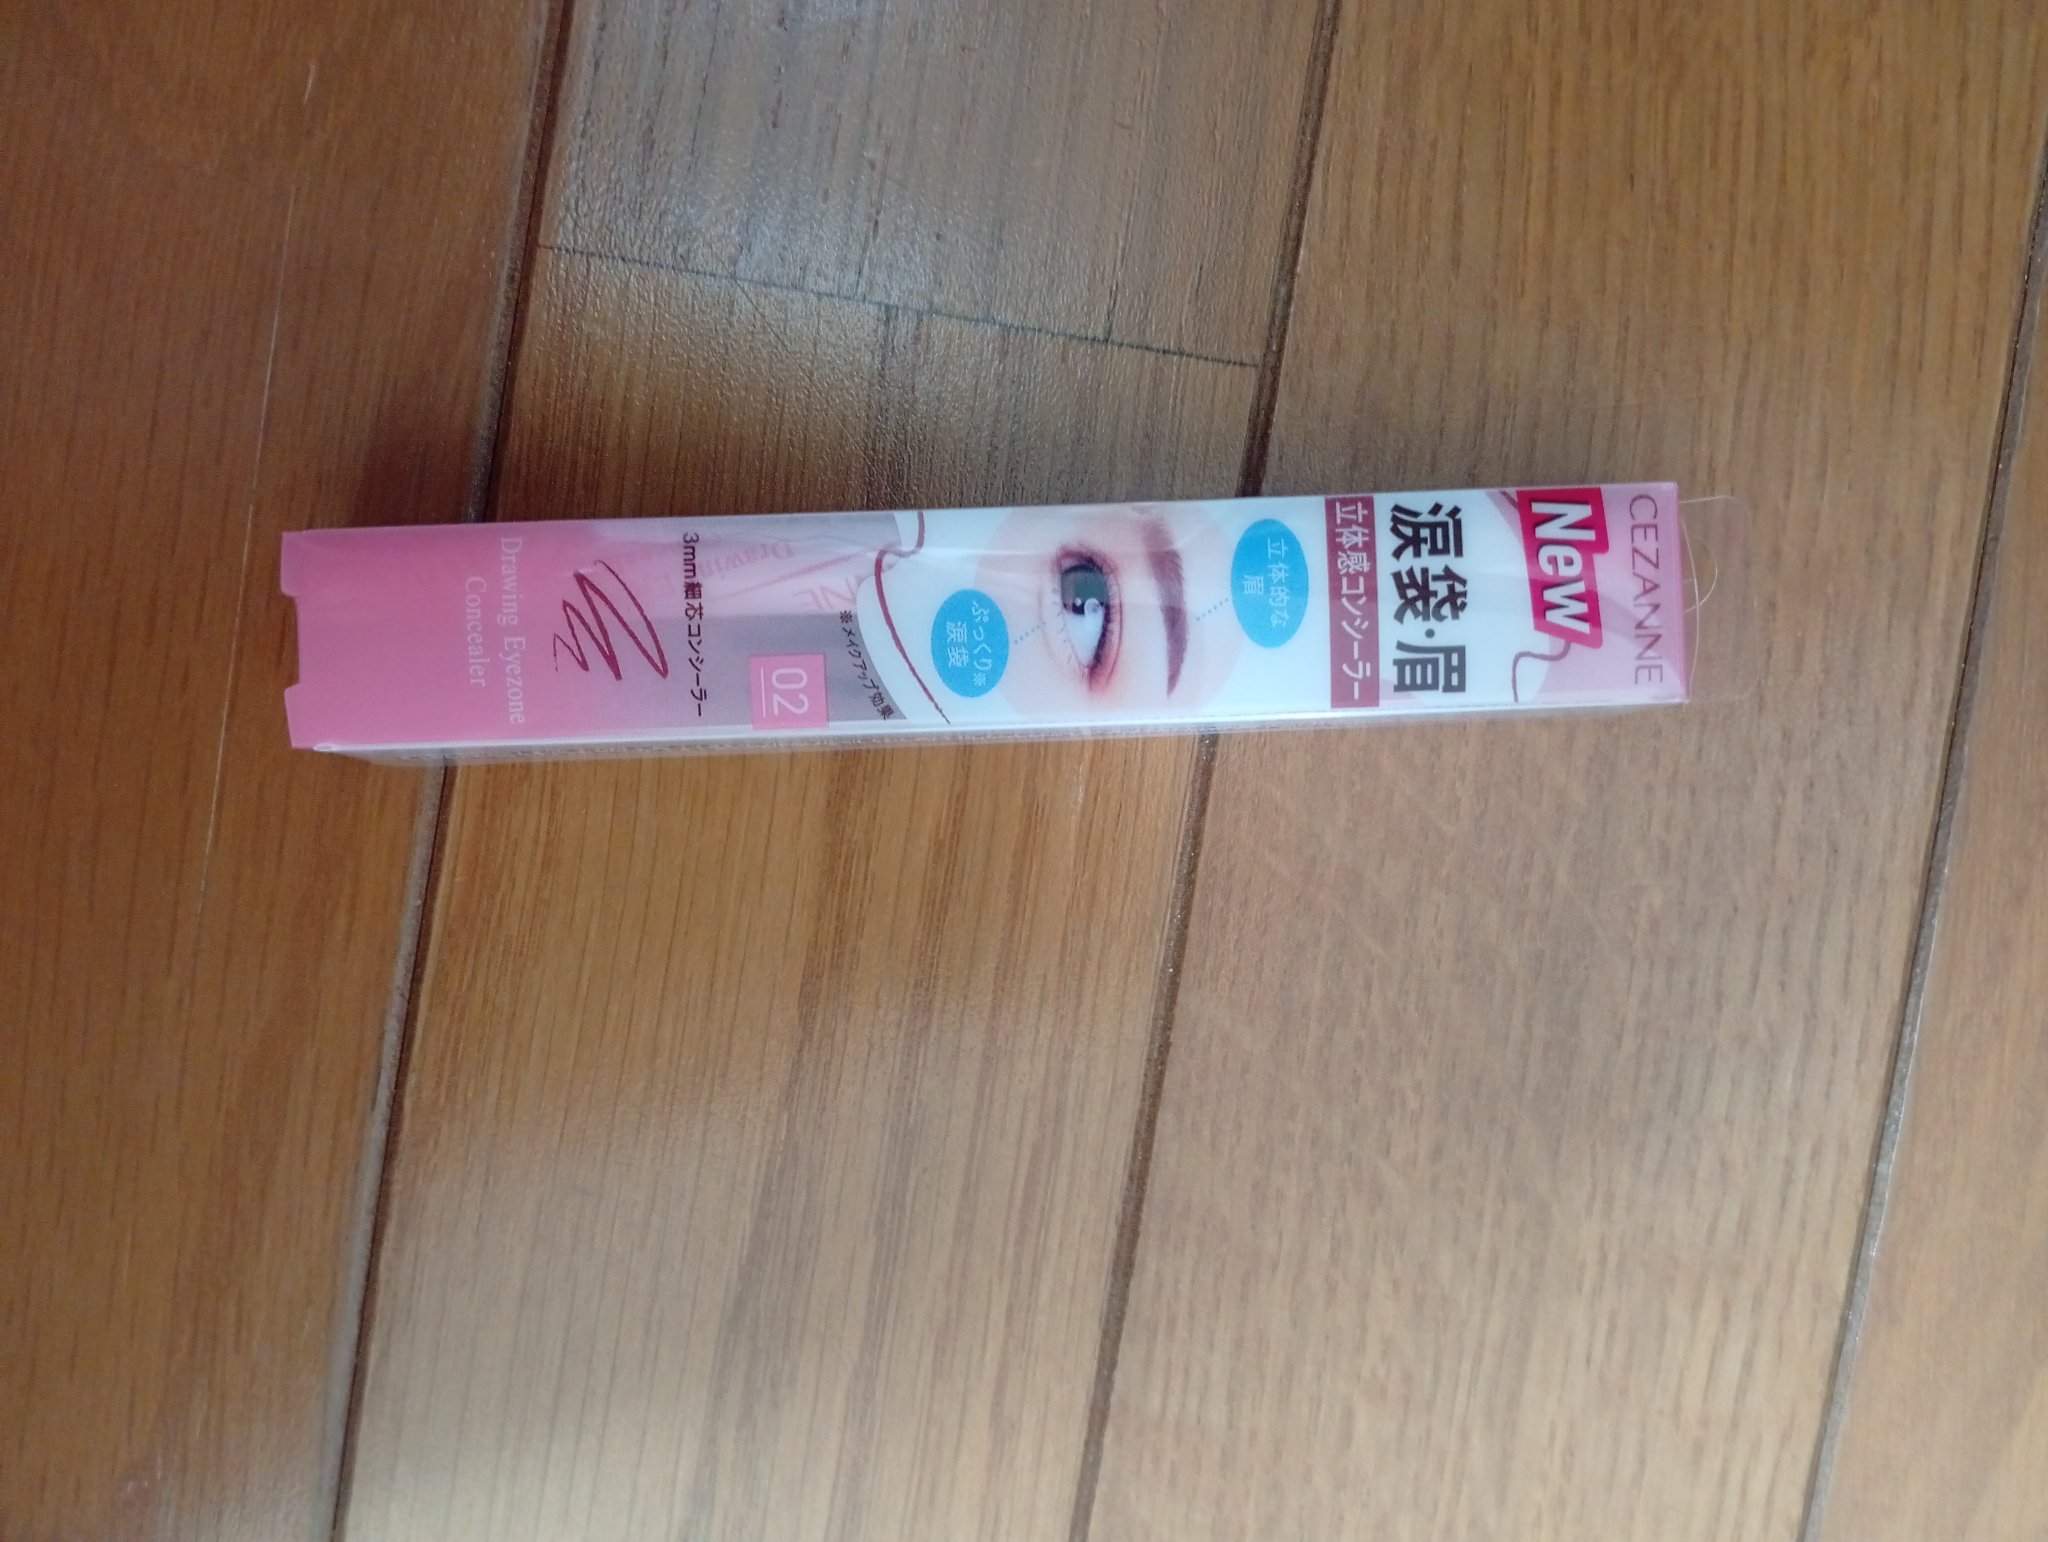 CEZANNE
New
涙袋・眉
立体感コンシーラー
立体的な
眉
ぷっくり※
涙袋
※メイクアップ効果
02
3mm細芯コンシーラー
Drawing Eyezone
Concealer